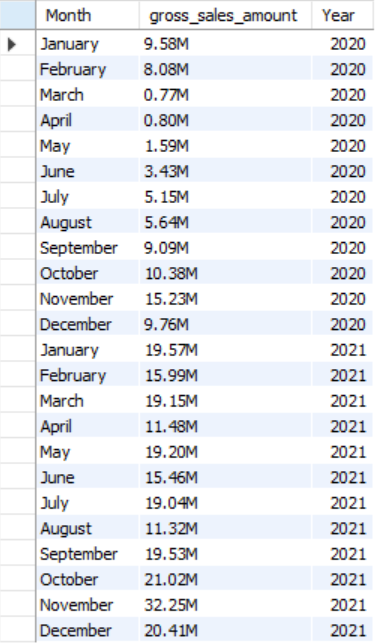 Month gross_sales_amount Year
January 9.58M 2020
February 8.08M 2020
March 0.77M 2020
April 0.80M 2020
May 1.59M 2020
June 3.43M 2020
July 5.15M 2020
August 5.64M 2020
September 9.09M 2020
October 10.38M 2020
November 15.23M 2020
December 9.76M 2020
January 19.57M 2021
February 15.99M 2021
March 19.15M 2021
April 11.48M 2021
May 19.20M 2021
June 15.46M 2021
July 19.04M 2021
August 11.32M 2021
September 19.53M 2021
October 21.02M 2021
November 32.25M 2021
December 20.41M 2021